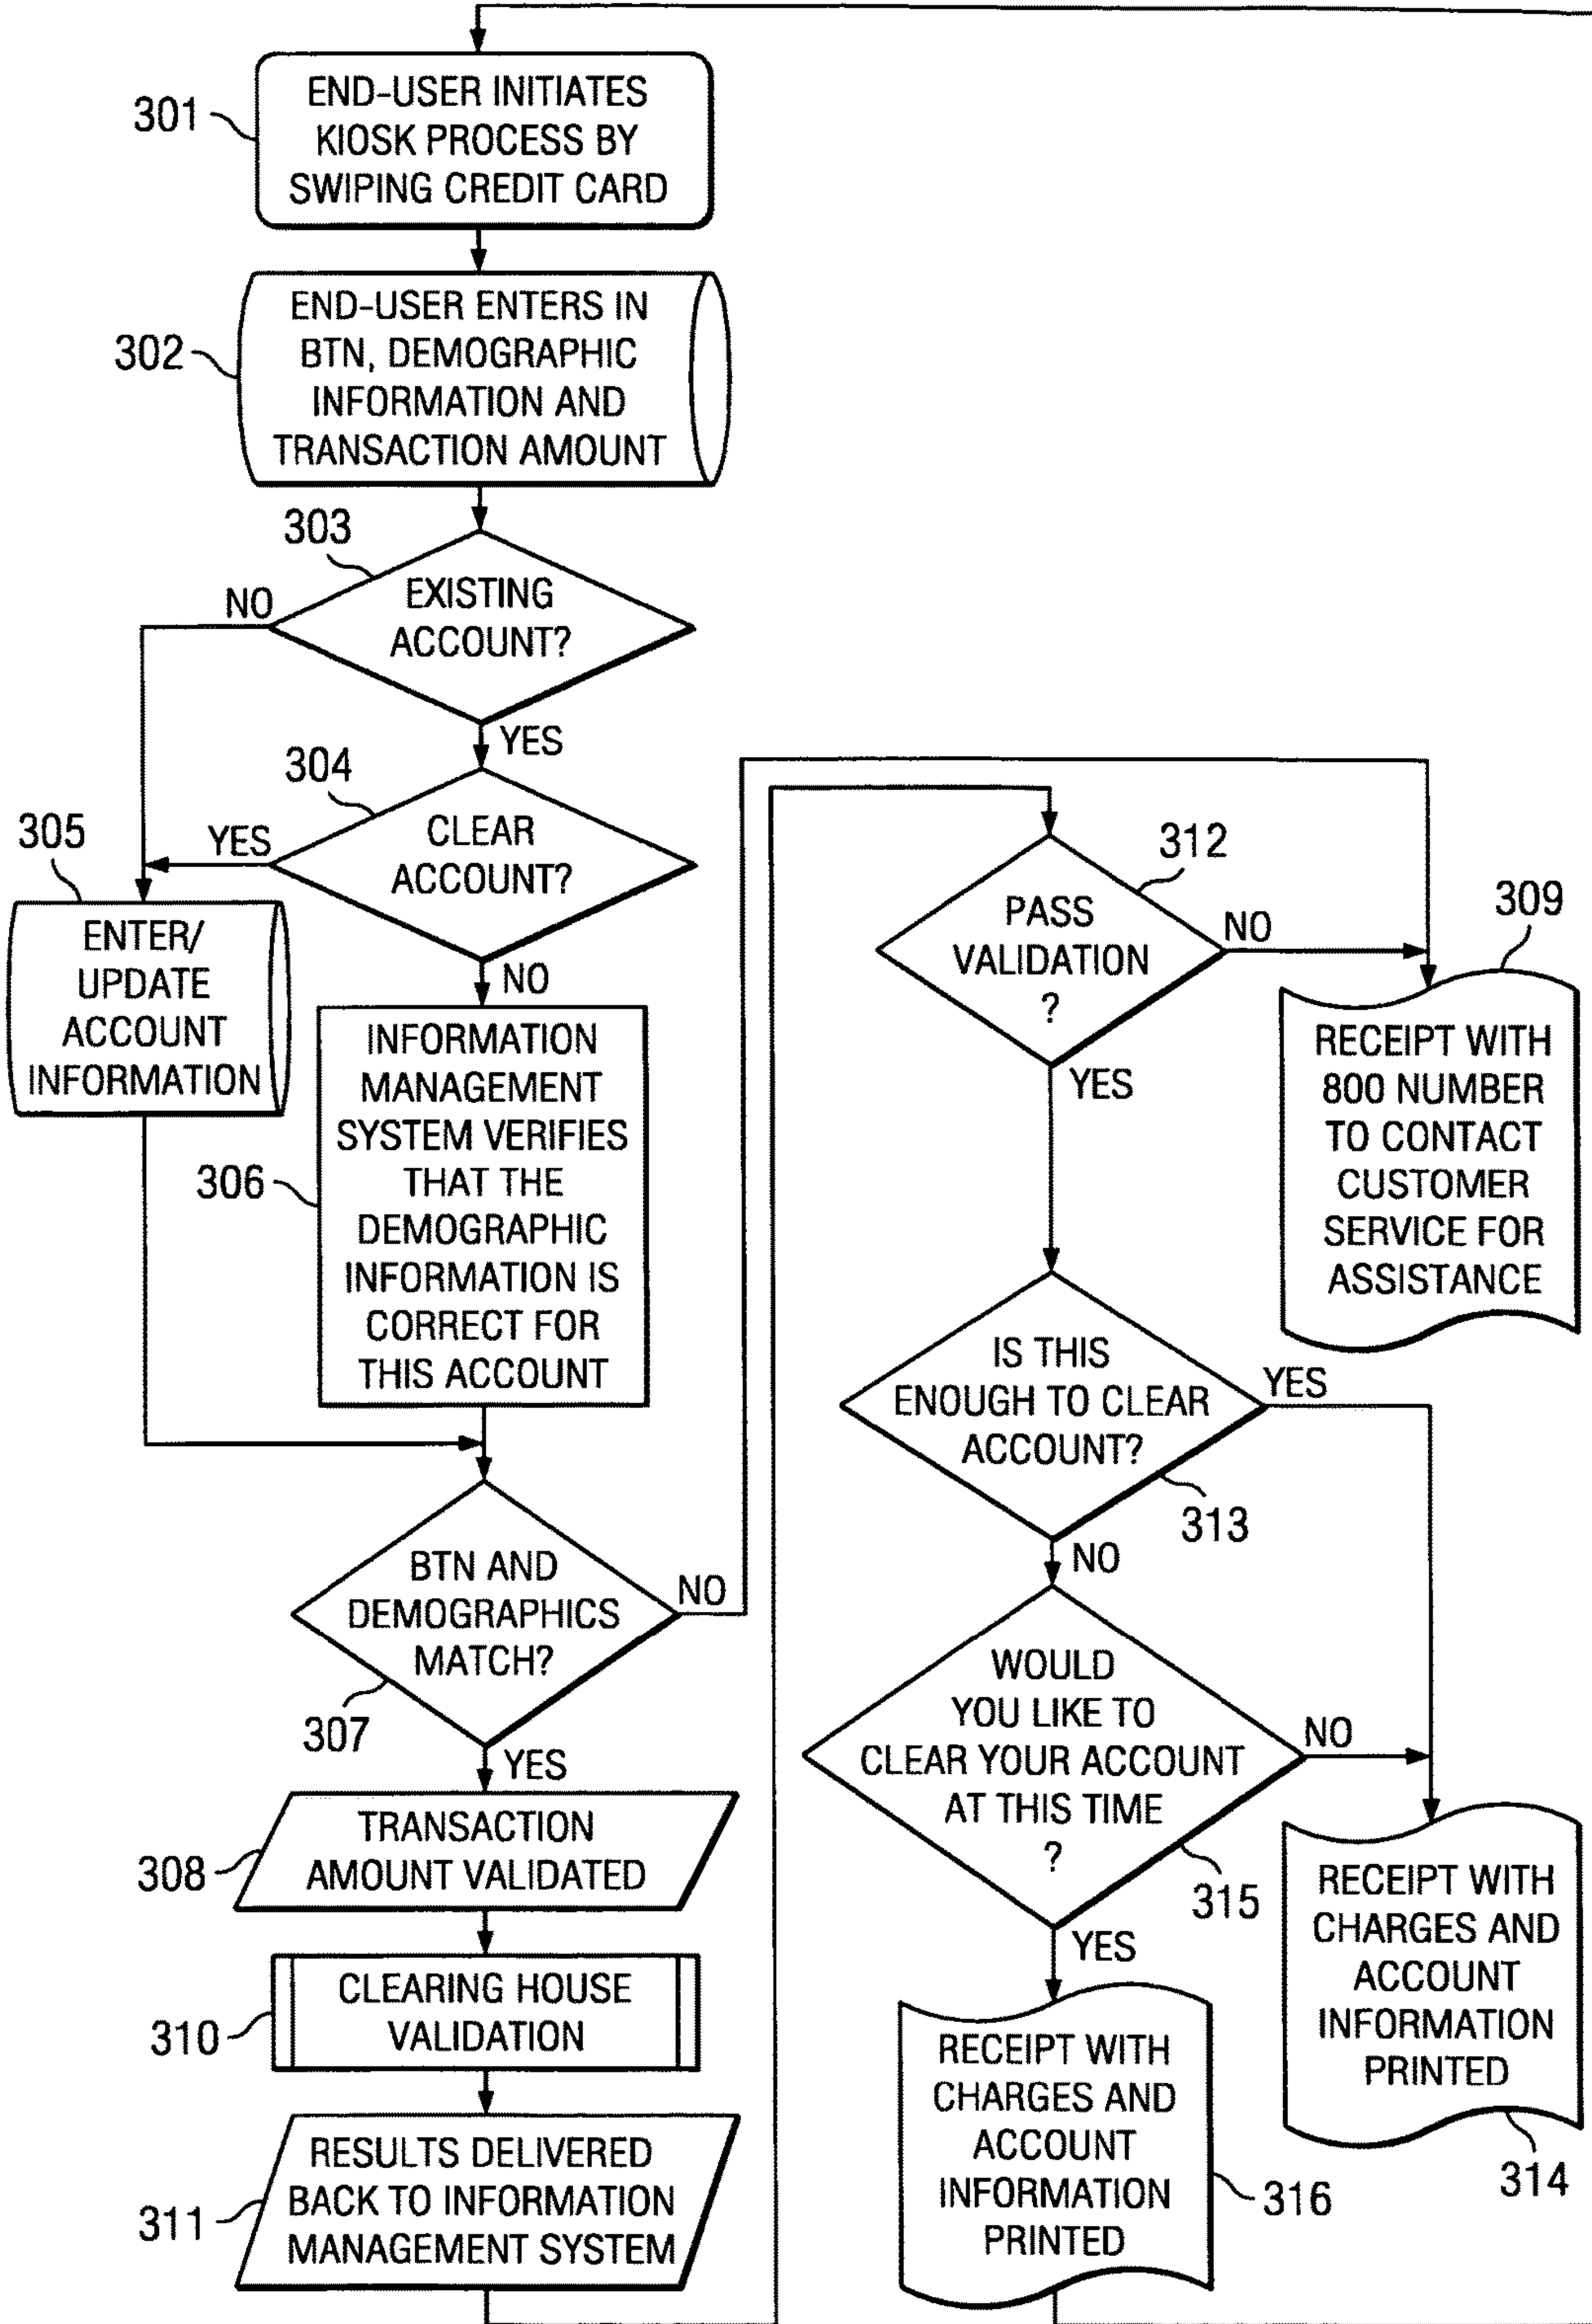 301
END-USER INITIATES
KIOSK PROCESS BY
SWIPING CREDIT CARD
302
END-USER ENTERS IN
BTN, DEMOGRAPHIC
INFORMATION AND
TRANSACTION AMOUNT
303
NO
EXISTING
ACCOUNT?
YES
304
YES
CLEAR
ACCOUNT?
NO
305
ENTER/
UPDATE
ACCOUNT
INFORMATION
306
INFORMATION
MANAGEMENT
SYSTEM VERIFIES
THAT THE
DEMOGRAPHIC
INFORMATION IS
CORRECT FOR
THIS ACCOUNT
BTN AND
DEMOGRAPHICS
MATCH?
NO
307
YES
308
TRANSACTION
AMOUNT VALIDATED
310
CLEARING HOUSE
VALIDATION
311
RESULTS DELIVERED
BACK TO INFORMATION
MANAGEMENT SYSTEM
312
PASS
VALIDATION
?
NO
YES
309
RECEIPT WITH
800 NUMBER
TO CONTACT
CUSTOMER
SERVICE FOR
ASSISTANCE
IS THIS
ENOUGH TO CLEAR
ACCOUNT?
YES
313
NO
WOULD
YOU LIKE TO
CLEAR YOUR ACCOUNT
AT THIS TIME
?
NO
315
YES
RECEIPT WITH
CHARGES AND
ACCOUNT
INFORMATION
PRINTED
314
RECEIPT WITH
CHARGES AND
ACCOUNT
INFORMATION
PRINTED
316